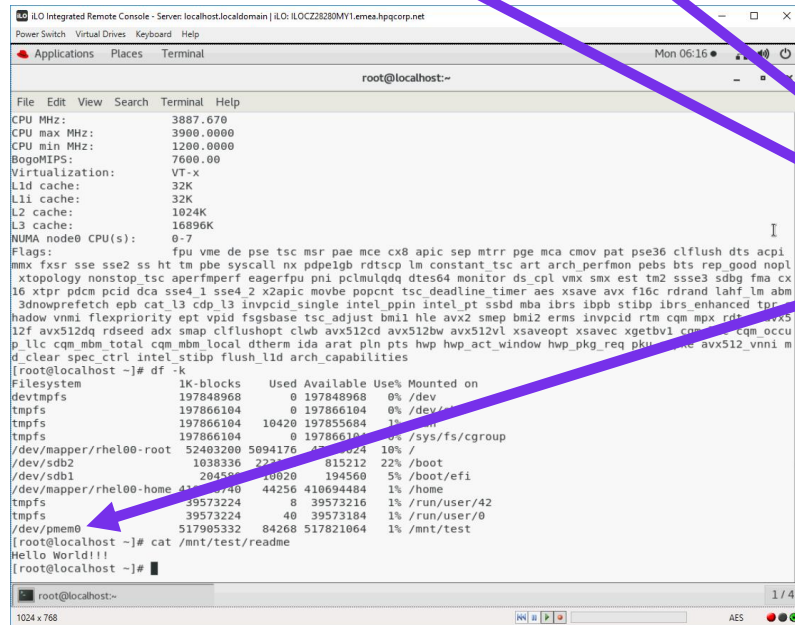 iLO Integrated Remote Console - Server: localhost.localdomain | iLO: ILOCZ28280MY1.emea.hpqcorp.net
Power Switch Virtual Drives Keyboard Help
Applications Places Terminal Mon 06:16
root@localhost:~
File Edit View Search Terminal Help
CPU MHz: 3887.670
CPU max MHz: 3900.0000
CPU min MHz: 1200.0000
BogoMIPS: 7600.00
Virtualization: VT-x
L1d cache: 32K
L1i cache: 32K
L2 cache: 1024K
L3 cache: 16896K
NUMA node0 CPU(s): 0-7
Flags: fpu vme de pse tsc msr pae mce cx8 apic sep mtrr pge mca cmov pat pse36 clflush dts acpi
mmx fxsr sse sse2 ss ht tm pbe syscall nx pdpe1gb rdtscp lm constant_tsc art arch_perfmon pebs bts rep_good nopl
xtopology nonstop_tsc aperfmperf eagerfpu pni pclmulqdq dtes64 monitor ds_cpl vmx smx est tm2 ssse3 sdbg fma cx
16 xtpr pdcm pcid dca sse4_1 sse4_2 x2apic movbe popcnt tsc_deadline_timer aes xsave avx f16c rdrand lahf_lm abm
3dnowprefetch epb cat_l3 cdp_l3 invpcid_single intel_ppin intel_pt ssbd mba ibrs ibpb stibp ibrs_enhanced
hadow vnmi flexpriority ept vpid fsgsbase tsc_adjust bmi1 hle avx2 smep bmi2 erms invpcid rtm cqm mpx
12f avx512dq rdseed adx smap clflushopt clwb avx512cd avx512bw avx512vl xsaveopt xsavec xgetbv1
p_llc cqm_mbm_total cqm_mbm_local dtherm ida arat pln pts hwp hwp_act_window hwp_pkg_req avx512_vnni m
d_clear spec_ctrl intel_stibp flush_l1d arch_capabilities
[root@localhost ~]# df -k
Filesystem 1K-blocks Used Available Use% Mounted on
devtmpfs 197848968 0 197848968 0% /dev
tmpfs 197866104 0 197866104 0%
tmpfs 197866104 10420 197855684 1%
tmpfs 197866104 0 /sys/fs/cgroup
/dev/mapper/rhel00-root 52403200 5094176 10% /
/dev/sdb2 1038336 815212 22% /boot
/dev/sdb1 10020 194560 5% /boot/efi
/dev/mapper/rhel00-home 44256 410694484 1% /home
tmpfs 39573224 8 39573216 1% /run/user/42
tmpfs 39573224 40 39573184 1% /run/user/0
/dev/pmem0 517905332 84268 517821064 1% /mnt/test
[root@localhost ~]# cat /mnt/test/readme
Hello World!!!
[root@localhost ~]#
root@localhost:~ 1 / 4
1024 x 768 AES